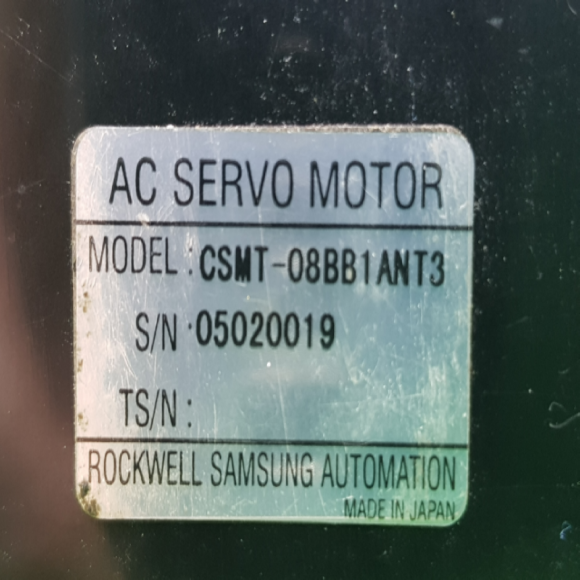 AC SERVO MOTOR
MODEL : CSMT-08BB1ANT3
S/N : 05020019
TS/N :
ROCKWELL SAMSUNG AUTOMATION
MADE IN JAPAN